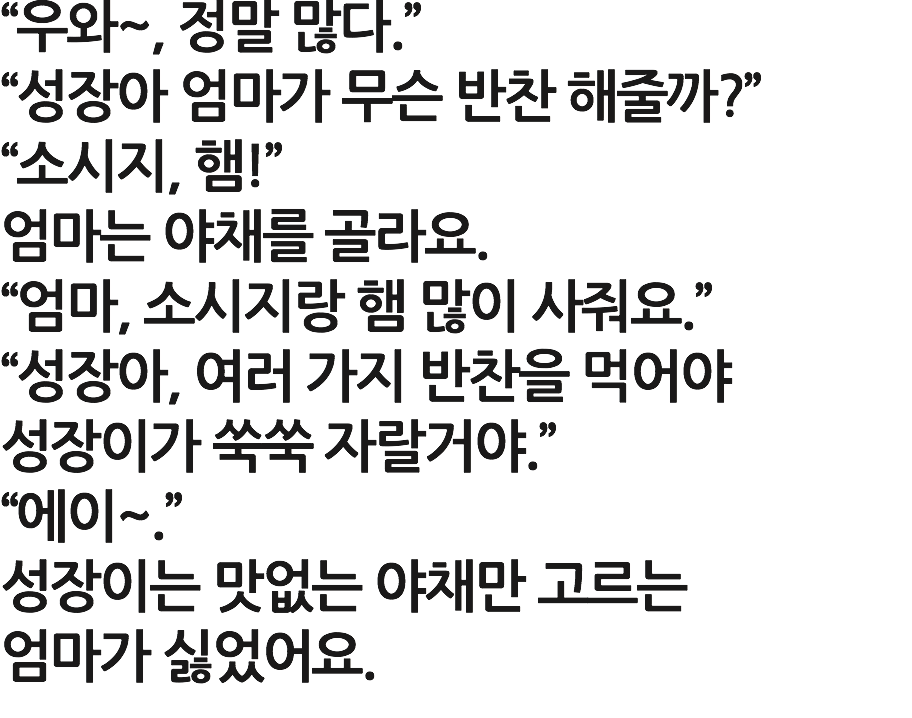 “우와~, 정말 많다.”
“성장아 엄마가 무슨 반찬 해줄까?”
“소시지, 햄!”
엄마는 야채를 골라요.
“엄마, 소시지랑 햄 많이 사줘요.”
“성장아, 여러 가지 반찬을 먹어야
성장이가 쑥쑥 자랄거야.”
“에이~.”
성장이는 맛없는 야채만 고르는
엄마가 싫었어요.